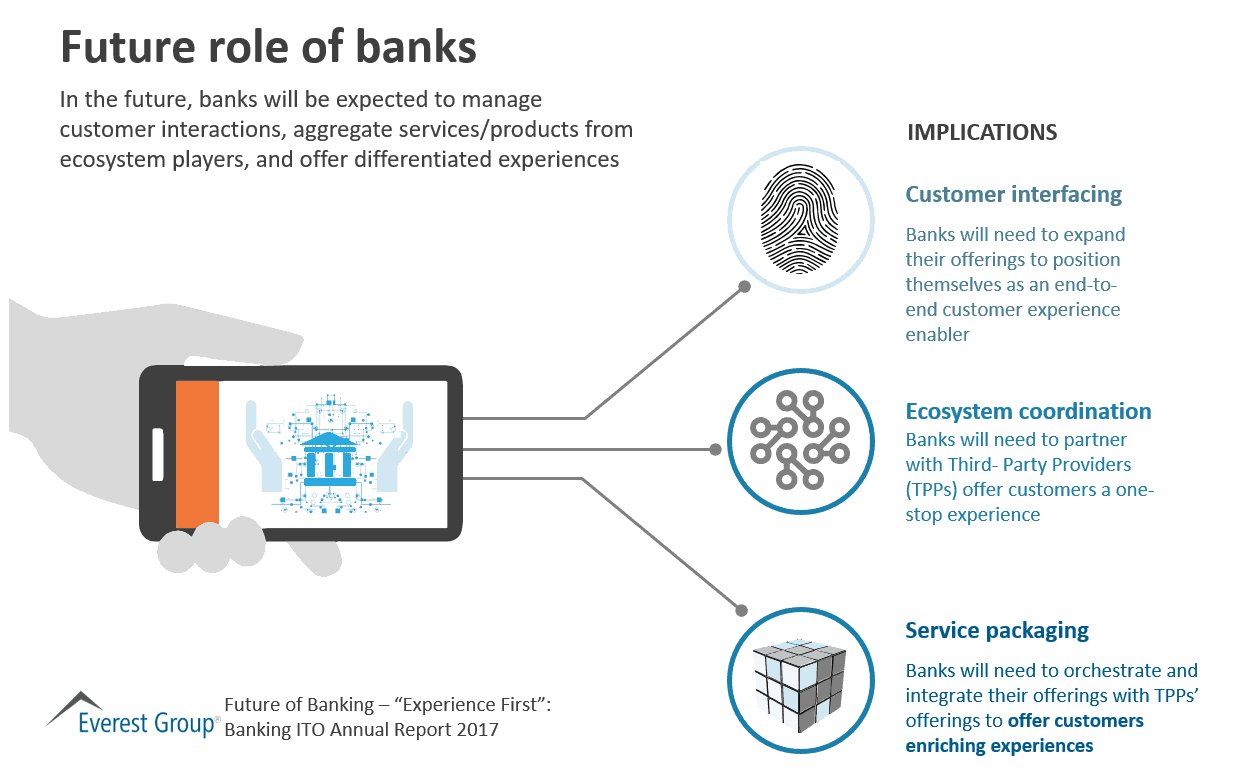 Future role of banks
In the future, banks will be expected to manage
customer interactions, aggregate services/products from
ecosystem players, and offer differentiated experiences
IMPLICATIONS
Customer interfacing
Banks will need to expand
their offerings to position
themselves as an end-to-
end customer experience
enabler
Ecosystem coordination
Banks will need to partner
with Third- Party Providers
(TPPs) offer customers a one-
stop experience
Service packaging
Banks will need to orchestrate and
integrate their offerings with TPPs’
offerings to offer customers
enriching experiences
Everest Group®
Future of Banking – “Experience First”:
Banking ITO Annual Report 2017